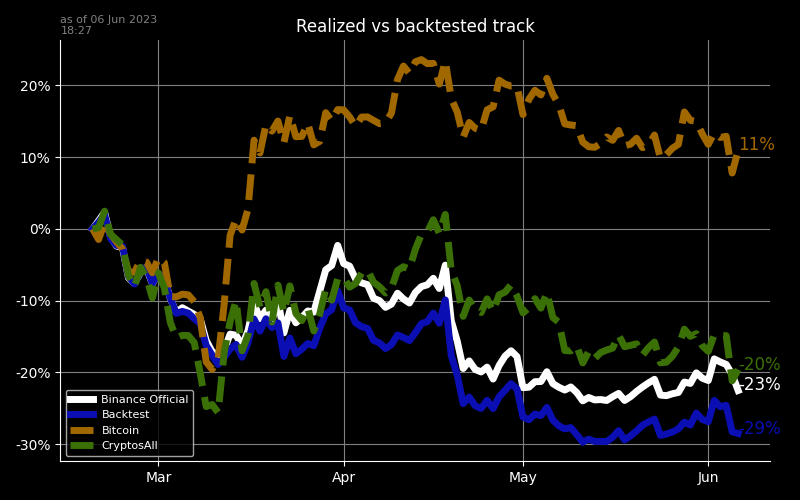 as of 06 Jun 2023
18:27
Realized vs backtested track
20%
10%
0%
-10%
-20%
-30%
11%
-20%
-23%
-29%
Binance Official
Backtest
Bitcoin
CryptosAll
Mar
Apr
May
Jun